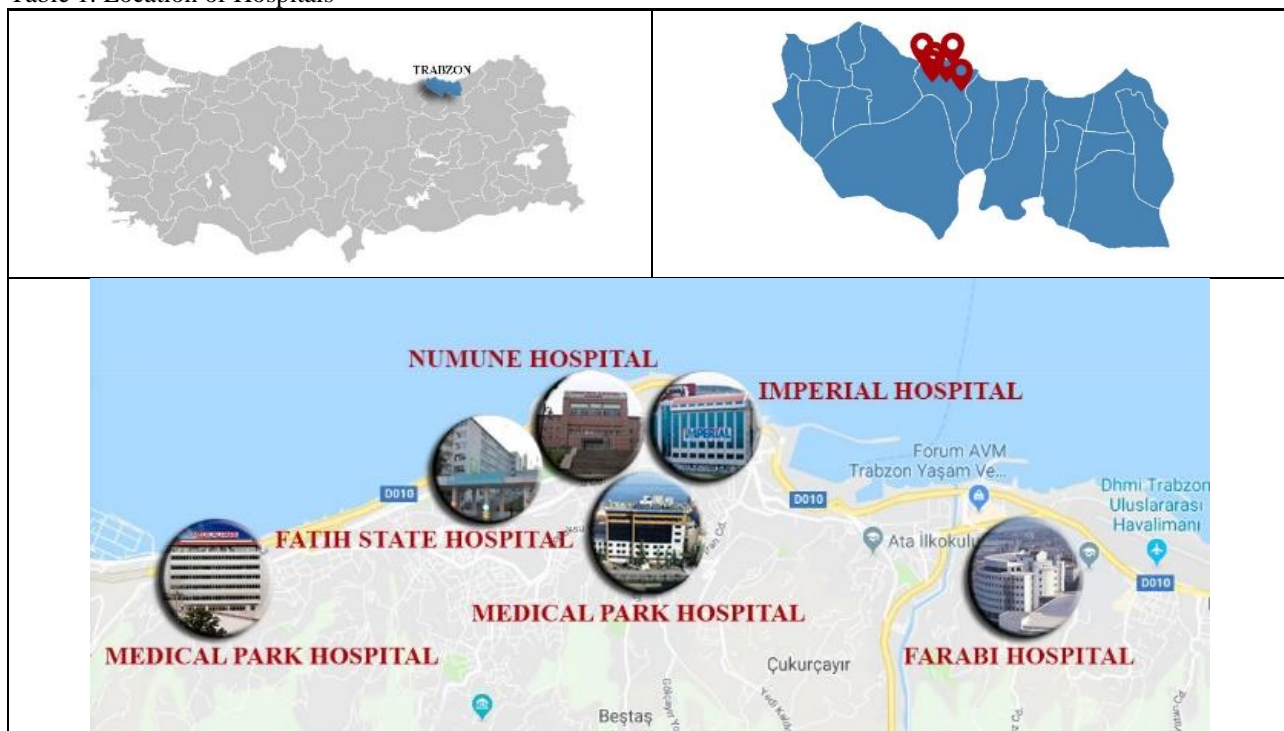 Table 1. Location of Hospitals
TRABZON
NUMUNE HOSPITAL
IMPERIAL HOSPITAL
IMPERIAL
Forum AVM
Trabzon Yaşam Ve...
Dhmi Trabzon
Uluslararası
Havalimanı
D010
FATIH STATE HOSPITAL
Ata İlkokulu
D010
MEDICAL PARK HOSPITAL
MEDICAL PARK HOSPITAL
FARABI HOSPITAL
Çukurçayır
Beştaş